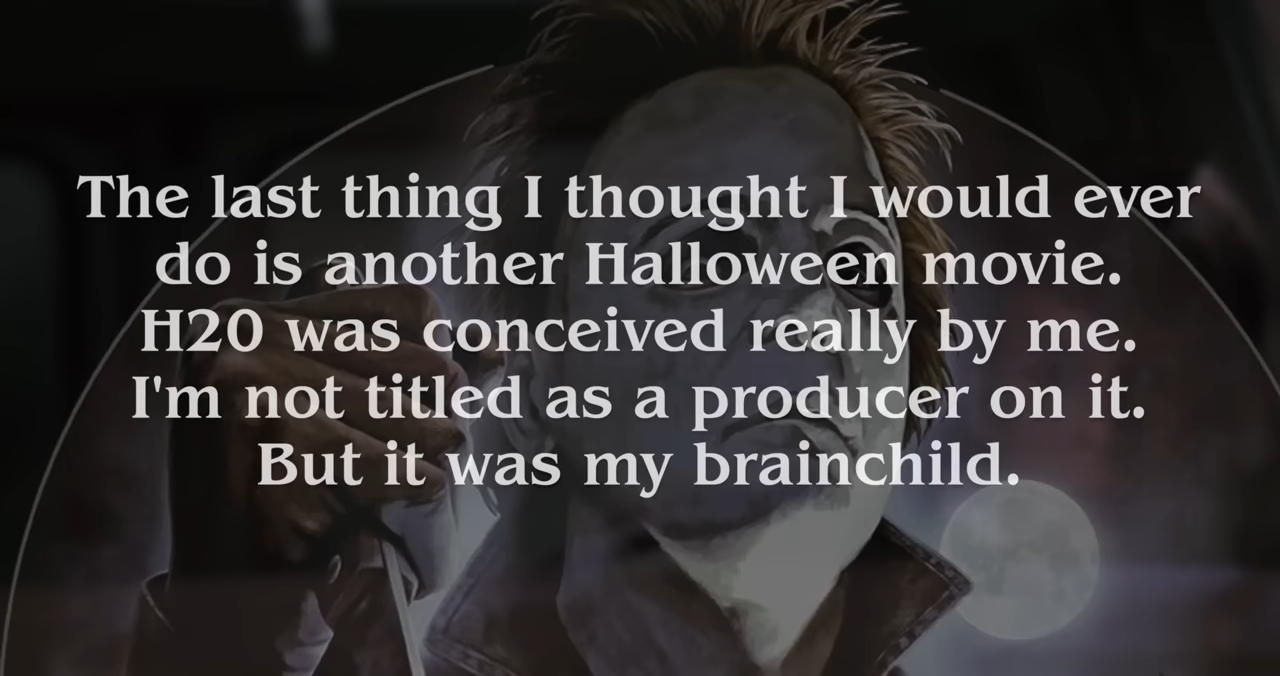 The last thing I thought I would ever
do is another Halloween movie.
H20 was conceived really by me.
I'm not titled as a producer on it.
But it was my brainchild.